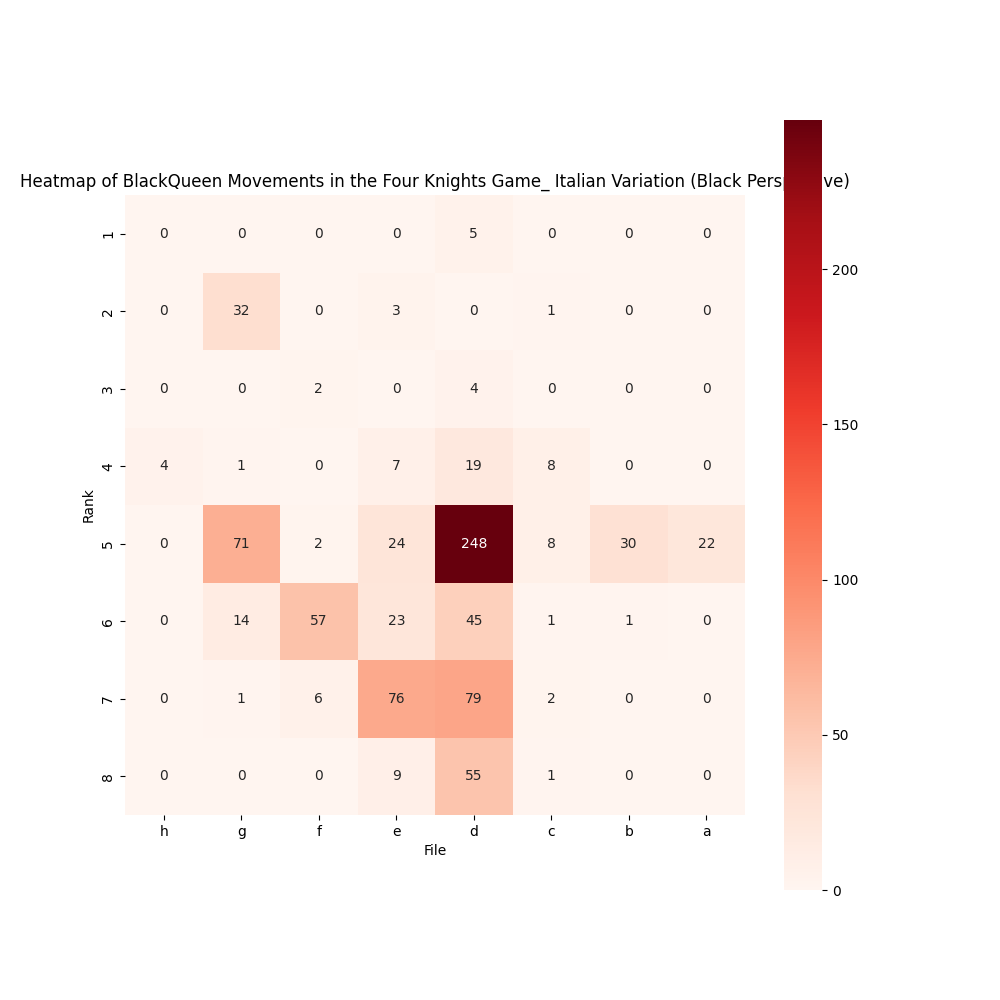 Heatmap of BlackQueen Movements in the Four Knights Game_ Italian Variation (Black Pers ve)
1 0 0 0 0 5 0 0 0
2 0 32 0 3 0 1 0 0
3 0 0 2 0 4 0 0 0
4 4 1 0 7 19 8 0 0
5 0 71 2 24 248 8 30 22
6 0 14 57 23 45 1 1 0
7 0 1 6 76 79 2 0 0
8 0 0 0 9 55 1 0 0
h g f e d c b a
File
Rank
200
150
100
50
0